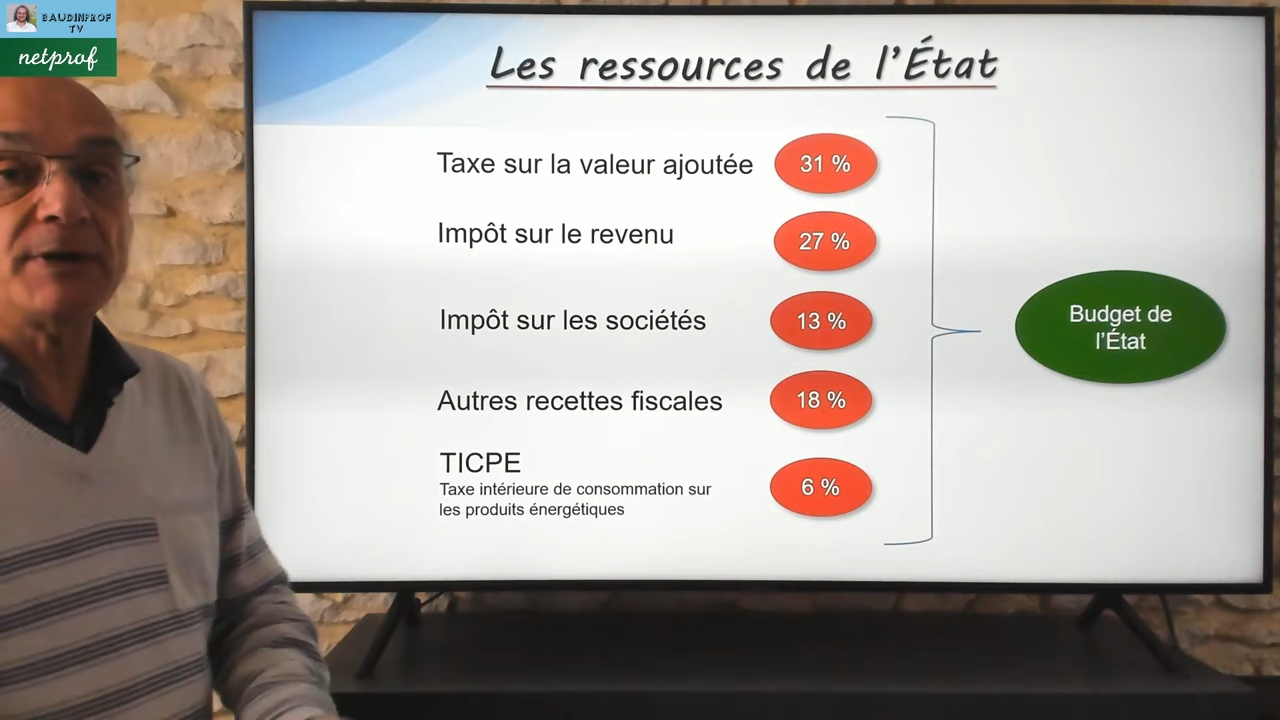 BAUDINPROF
TV
netprof
Les ressources de l'État
Taxe sur la valeur ajoutée 31 %
Impôt sur le revenu 27 %
Impôt sur les sociétés 13 %
Autres recettes fiscales 18 %
TICPE
Taxe intérieure de consommation sur
les produits énergétiques
6 %
Budget de
l'État